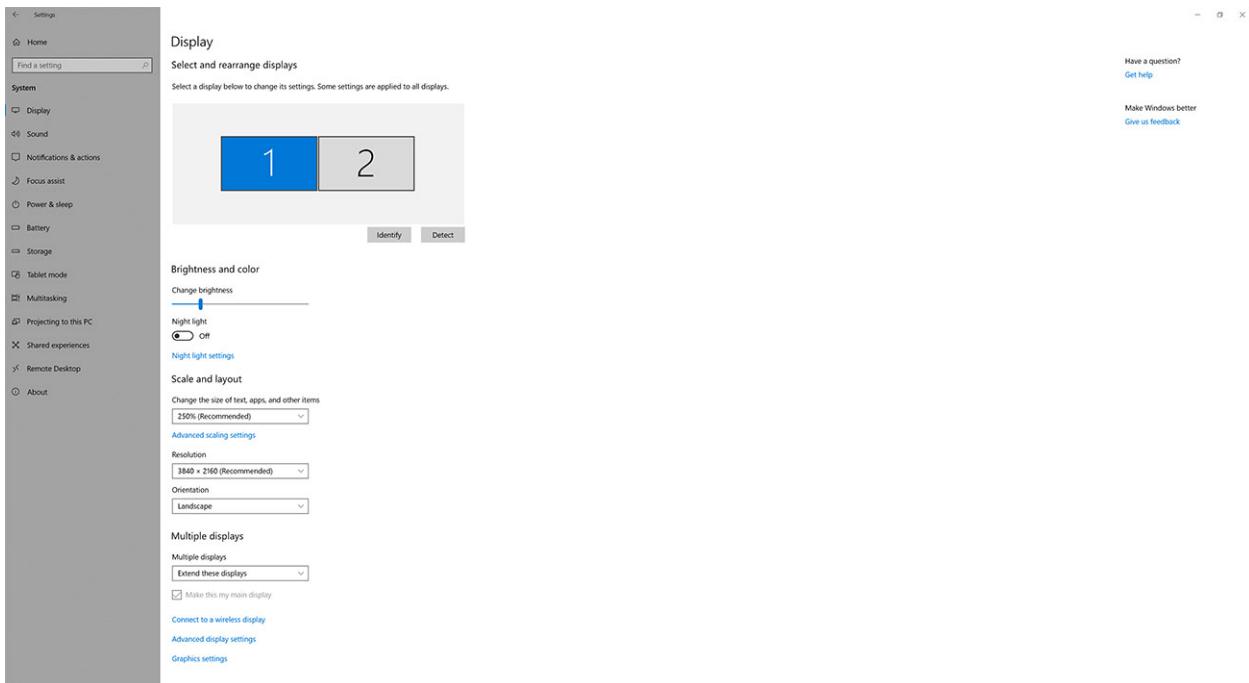 Settings
Home
Find a setting
System
Display
Sound
Notifications & actions
Focus assist
Power & sleep
Battery
Storage
Tablet mode
Multitasking
Projecting to this PC
Shared experiences
Remote Desktop
About
Display
Select and rearrange displays
Select a display below to change its settings. Some settings are applied to all displays.
1 2
Identify Detect
Brightness and color
Change brightness
Night light
Off
Night light settings
Scale and layout
Change the size of text, apps, and other items
250% (Recommended)
Advanced scaling settings
Resolution
3840 × 2160 (Recommended)
Orientation
Landscape
Multiple displays
Multiple displays
Extend these displays
Make this my main display
Connect to a wireless display
Advanced display settings
Graphics settings
Have a question?
Get help
Make Windows better
Give us feedback